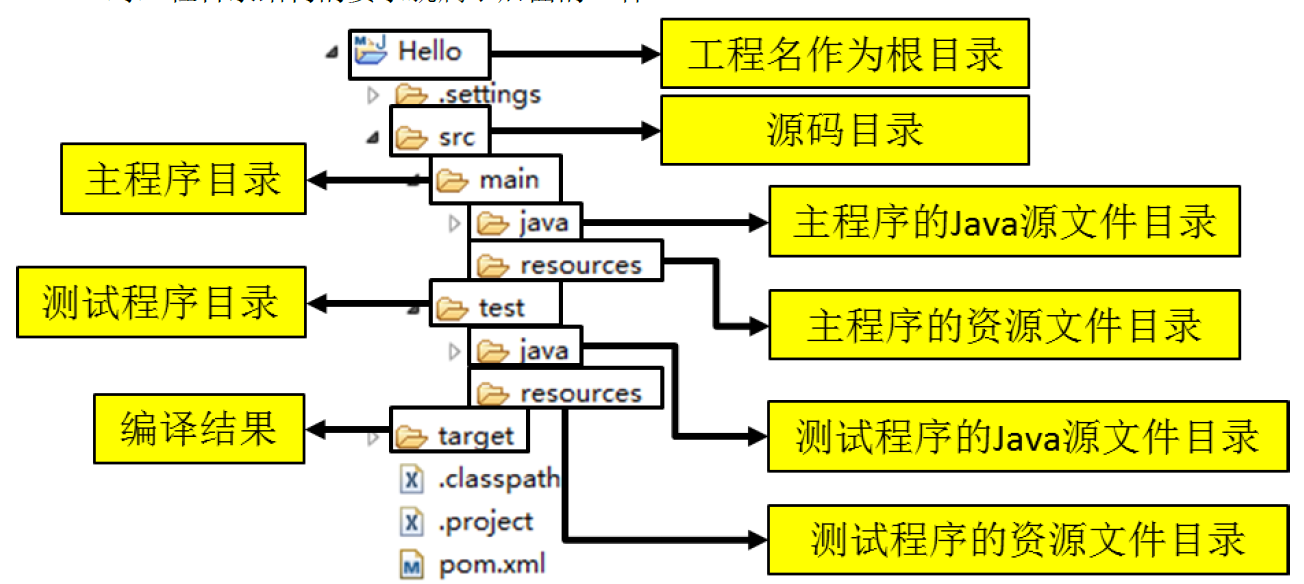 Hello
工程名作为根目录
.settings
src
源码目录
主程序目录
main
java
主程序的Java源文件目录
resources
主程序的资源文件目录
测试程序目录
test
java
测试程序的Java源文件目录
resources
测试程序的资源文件目录
编译结果
target
.classpath
.project
pom.xml